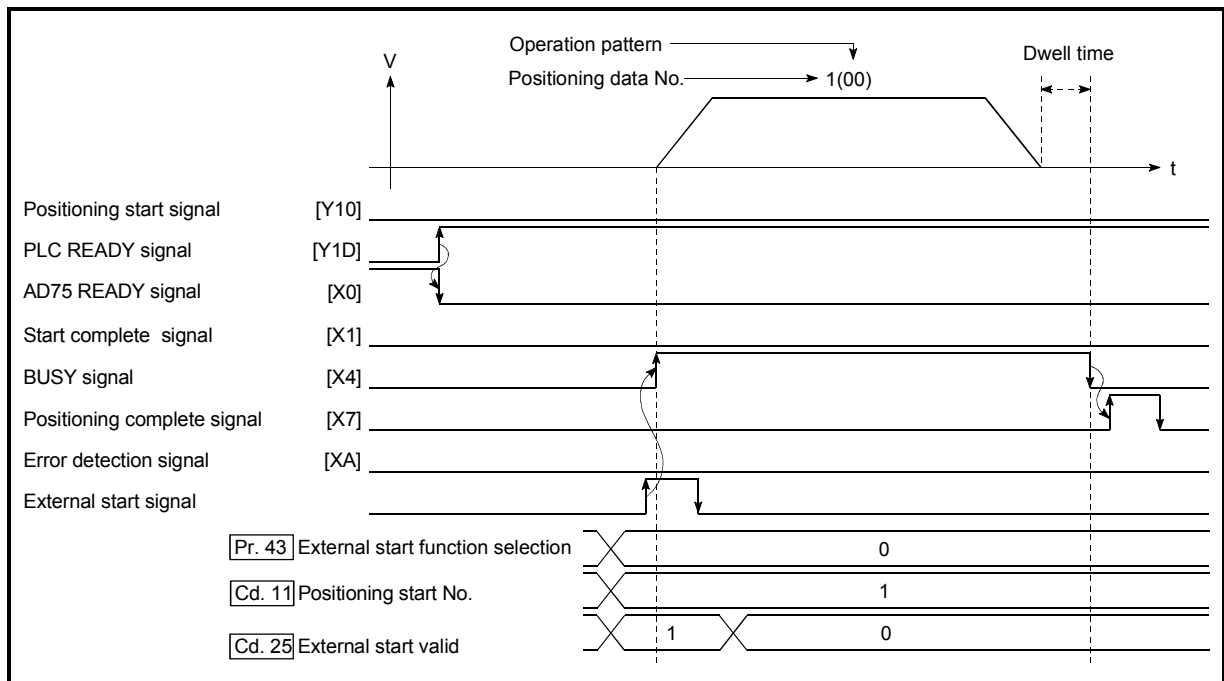 Operation pattern
Dwell time
V
Positioning data No.
1(00)
t
Positioning start signal [Y10]
PLC READY signal [Y1D]
AD75 READY signal [X0]
Start complete signal [X1]
BUSY signal [X4]
Positioning complete signal [X7]
Error detection signal [XA]
External start signal
Pr. 43 External start function selection 0
Cd. 11 Positioning start No. 1
Cd. 25 External start valid 1 0